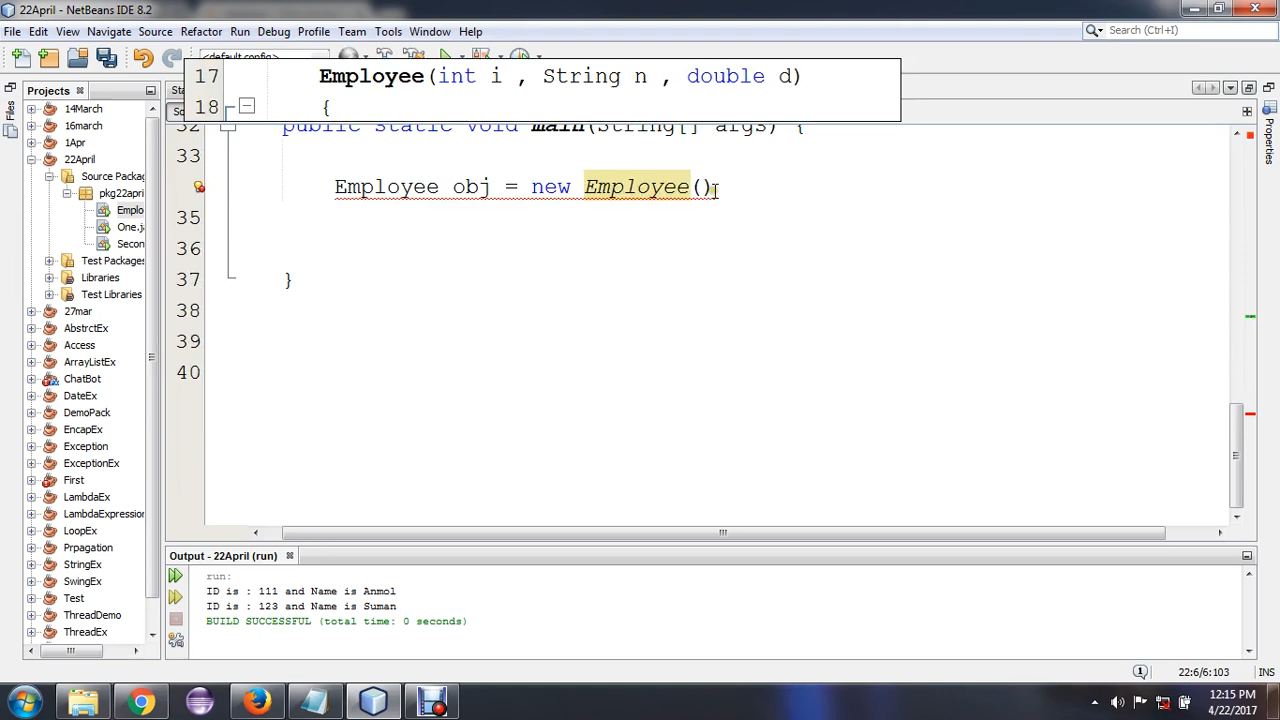 22April - NetBeans IDE 8.2
File Edit View Navigate Source Refactor Run Debug Profile Team Tools Window Help
Search (Ctrl+I)
<default config>
17 Employee(int i , String n , double d)
18 {
Projects
Files
Properties
14March
16march
1Apr
22April
Source Packag
pkg22april
Emplo
One.j
Secon
Test Packages
Libraries
Test Libraries
27mar
AbstrctEx
Access
ArrayListEx
ChatBot
DateEx
DemoPack
EncapEx
Exception
ExceptionEx
First
LambdaEx
LambdaExpression
LoopEx
Prpagation
StringEx
SwingEx
Test
ThreadDemo
ThreadEx
32 public static void main(String[] args) {
33
Employee obj = new Employee();
35
36
37 }
38
39
40
Output - 22April (run)
run:
ID is : 111 and Name is Anmol
ID is : 123 and Name is Suman
BUILD SUCCESSFUL (total time: 0 seconds)
1 22:6/6:103 INS
12:15 PM
4/22/2017